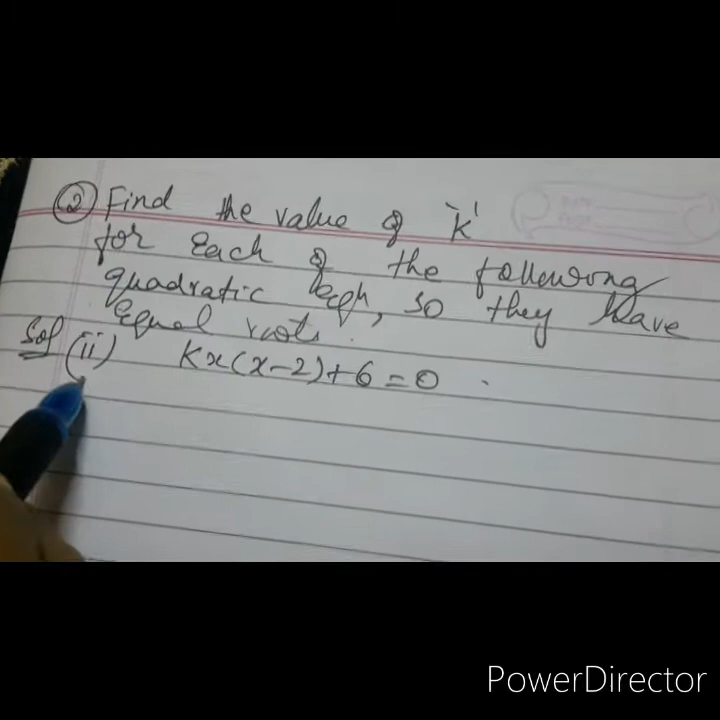 ② Find the value of 'k'
for each of the following
quadratic eqn, so they have
equal roots.
Sol (ii) Kx(x-2)+6=0
PowerDirector